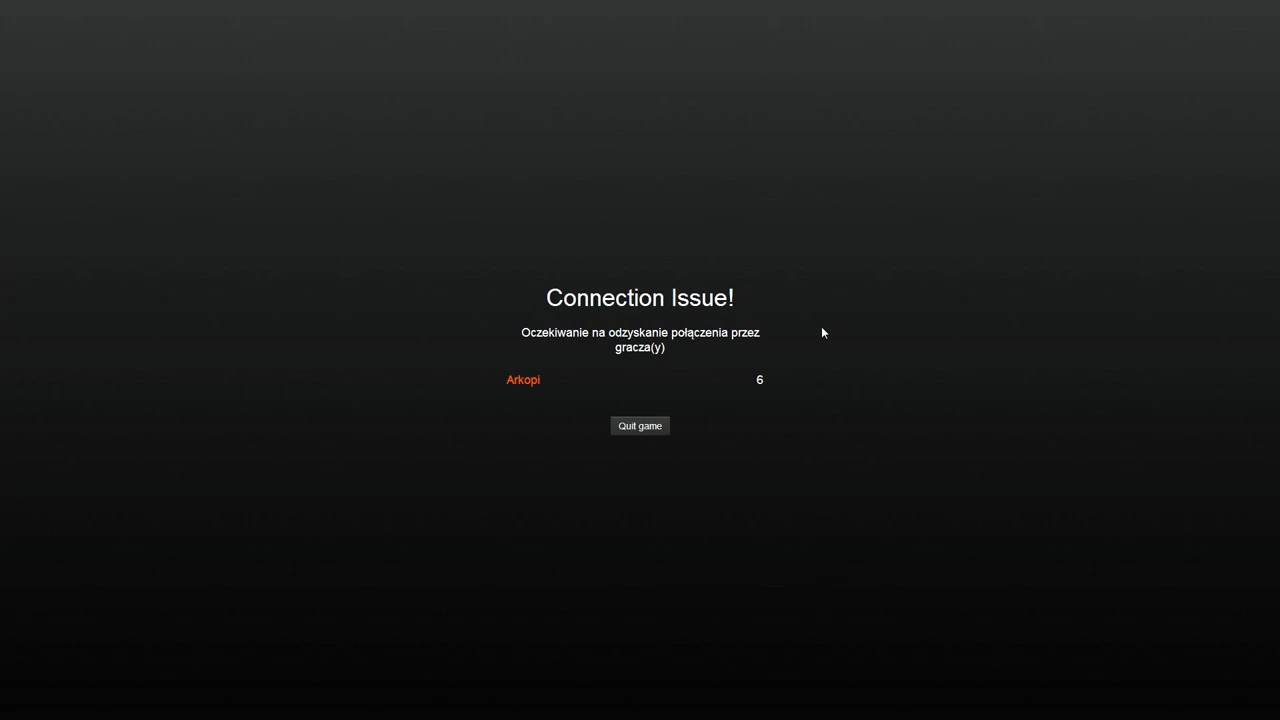 Connection Issue!
Oczekiwanie na odzyskanie połączenia przez
gracza(y)
Arkopi 6
Quit game